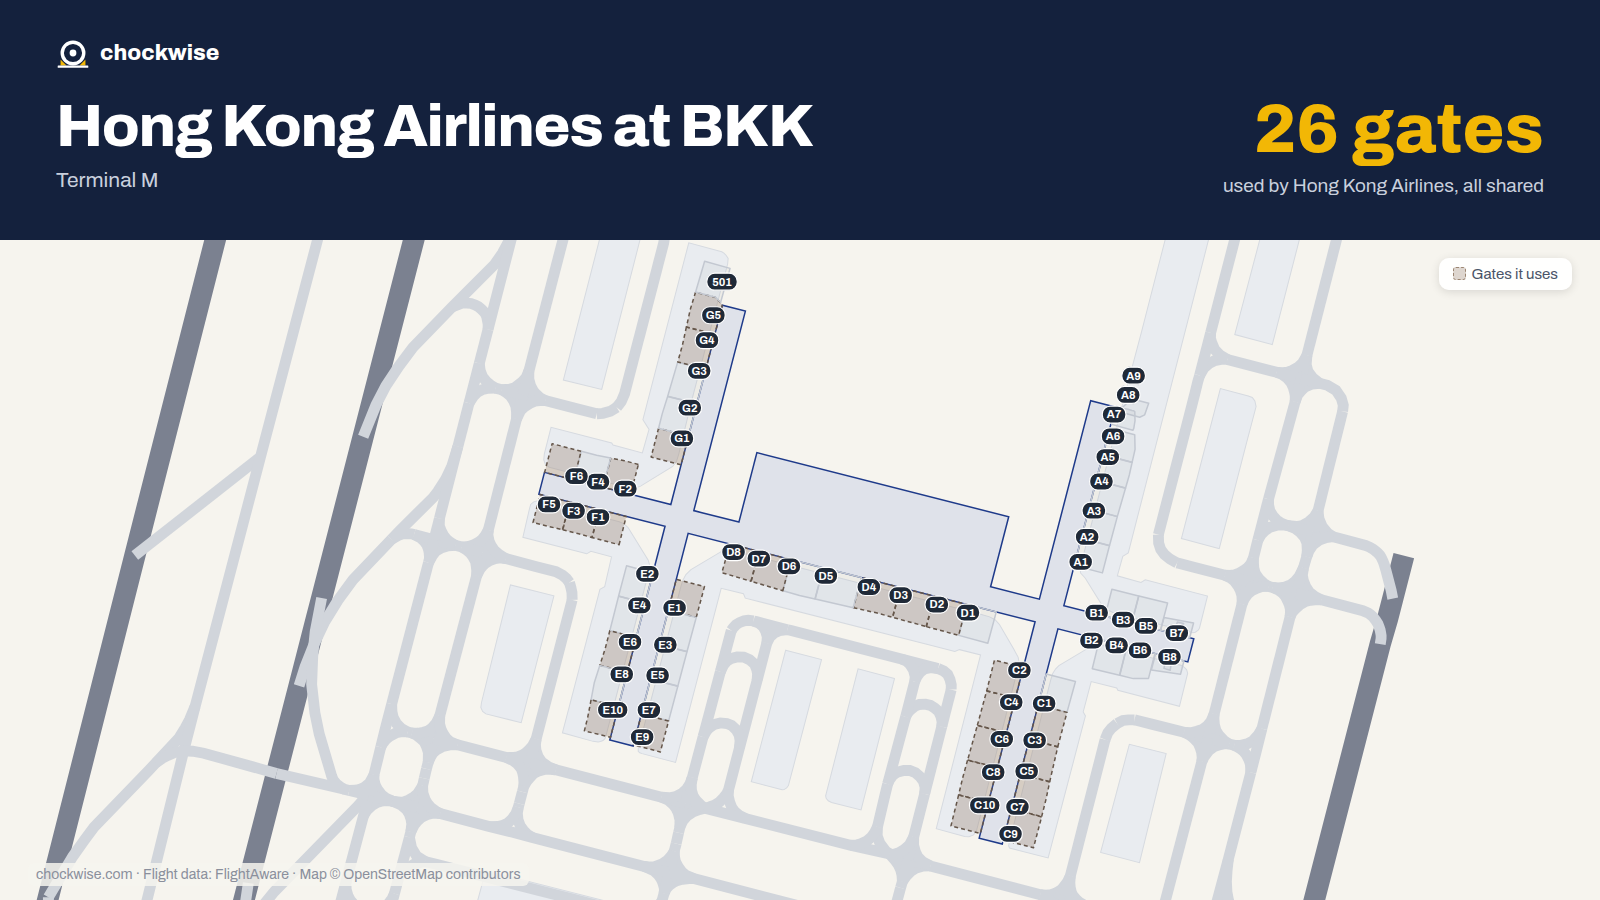 chockwise
Hong Kong Airlines at BKK
Terminal M
26 gates
used by Hong Kong Airlines, all shared
Gates it uses
501
G5
G4
G3
G2
G1
F6
F4
F2
F5
F3
F1
E2
E4
E1
E6
E3
E8
E5
E10
E7
E9
D8
D7
D6
D5
D4
D3
D2
D1
A9
A8
A7
A6
A5
A4
A3
A2
A1
B1
B3
B5
B7
B2
B4
B6
B8
C2
C4
C1
C6
C3
C8
C5
C10
C7
C9
chockwise.com · Flight data: FlightAware · Map © OpenStreetMap contributors